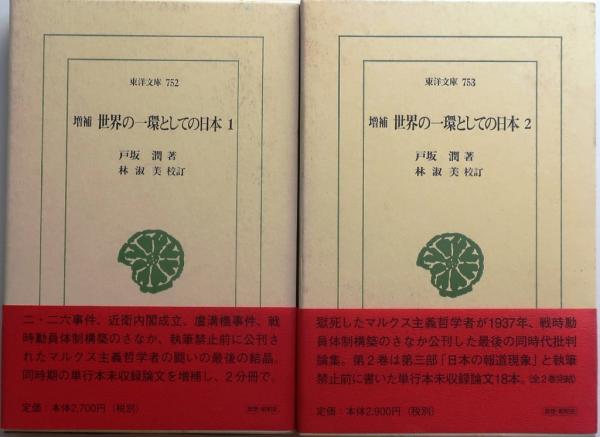 東洋文庫 752
増補 世界の一環としての日本 1
戸坂 潤 著
林 淑美 校訂
二・二六事件、近衛内閣成立、盧溝橋事件、戦
時動員体制構築のさなか、執筆禁止前に公刊さ
れたマルクス主義哲学者の闘いの最後の結晶。
同時期の単行本未収録論文を増補し、2分冊で。
定価:本体2,700円(税別)
東洋文庫 753
増補 世界の一環としての日本 2
戸坂 潤 著
林 淑美 校訂
獄死したマルクス主義哲学者が1937年、戦時動
員体制構築のさなか公刊した最後の同時代批判
論集。第2巻は第三部「日本の報道現象」と執筆
禁止前に書いた単行本未収録論文18本。(全2巻完結)
定価:本体2,900円(税別)